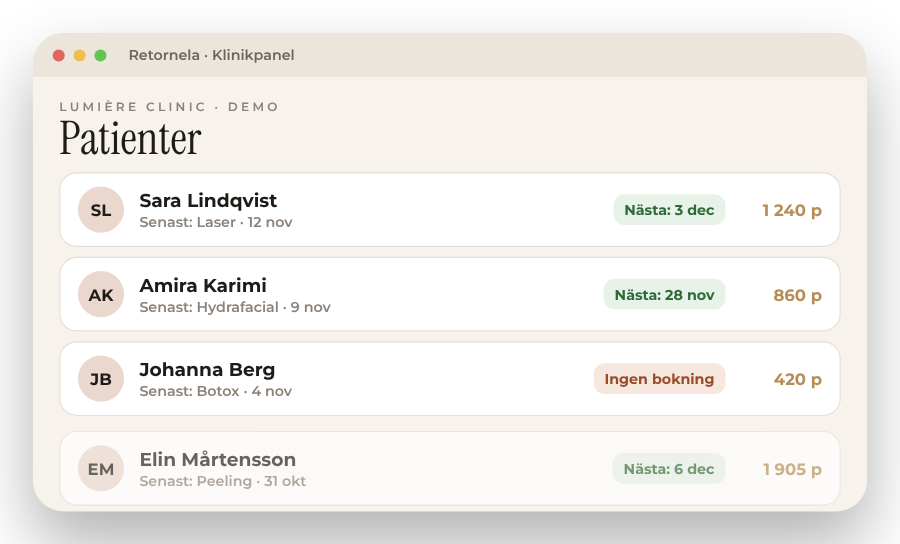 Retornela · Klinikpanel
LUMIÈRE CLINIC · DEMO
Patienter
SL
Sara Lindqvist
Senast: Laser · 12 nov
Nästa: 3 dec
1 240 p
AK
Amira Karimi
Senast: Hydrafacial · 9 nov
Nästa: 28 nov
860 p
JB
Johanna Berg
Senast: Botox · 4 nov
Ingen bokning
420 p
EM
Elin Mårtensson
Senast: Peeling · 31 okt
Nästa: 6 dec
1 905 p